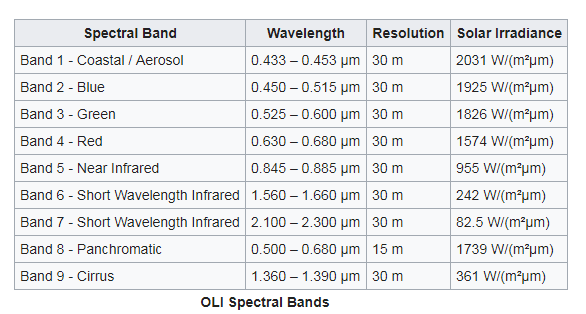 Spectral Band Wavelength Resolution Solar Irradiance
Band 1 - Coastal / Aerosol 0.433 – 0.453 μm 30 m 2031 W/(m²μm)
Band 2 - Blue 0.450 – 0.515 μm 30 m 1925 W/(m²μm)
Band 3 - Green 0.525 – 0.600 μm 30 m 1826 W/(m²μm)
Band 4 - Red 0.630 – 0.680 μm 30 m 1574 W/(m²μm)
Band 5 - Near Infrared 0.845 – 0.885 μm 30 m 955 W/(m²μm)
Band 6 - Short Wavelength Infrared 1.560 – 1.660 μm 30 m 242 W/(m²μm)
Band 7 - Short Wavelength Infrared 2.100 – 2.300 μm 30 m 82.5 W/(m²μm)
Band 8 - Panchromatic 0.500 – 0.680 μm 15 m 1739 W/(m²μm)
Band 9 - Cirrus 1.360 – 1.390 μm 30 m 361 W/(m²μm)
OLI Spectral Bands